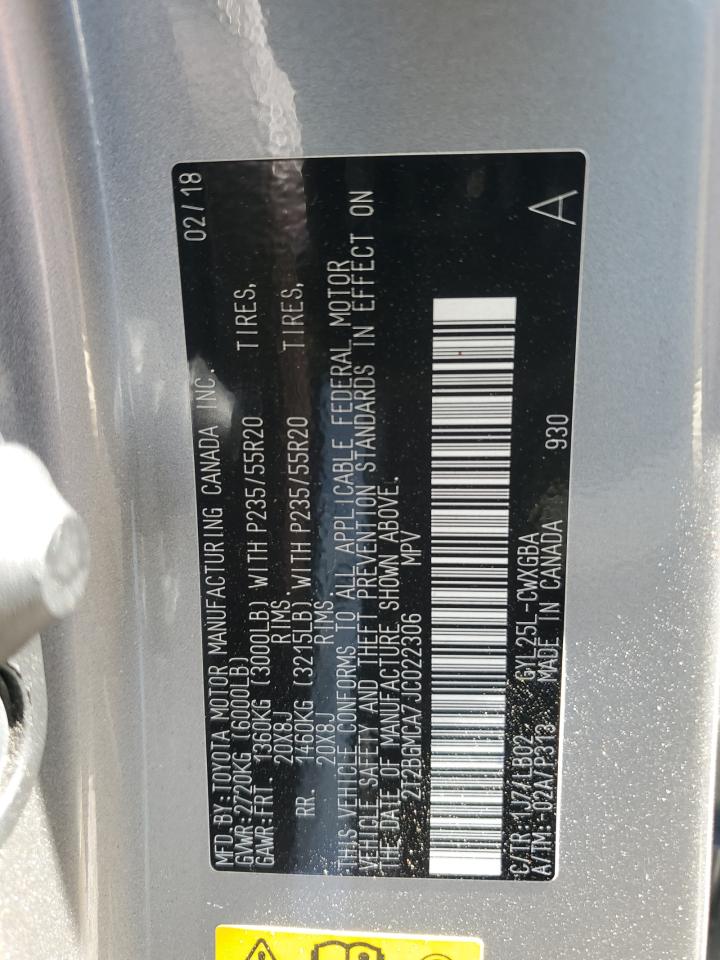 MFD. BY: TOYOTA MOTOR MANUFACTURING CANADA INC. 02/18
GVWR: 2720KG (6000LB)
GAWR: FRT. 1360KG (3000LB) WITH P235/55R20 TIRES,
20X8J RIMS.
RR. 1460KG (3215LB) WITH P235/55R20 TIRES,
20X8J RIMS
THIS VEHICLE CONFORMS TO ALL APPLICABLE FEDERAL MOTOR
VEHICLE SAFETY AND THEFT PREVENTION STANDARDS IN EFFECT ON
THE DATE OF MANUFACTURE SHOWN ABOVE.
2T2BGMCA7JC022306 MPV
A
C/TR: 1J7/LB02 GYL25L-CWXGBA 930
A/TM: -02A/P313 MADE IN CANADA